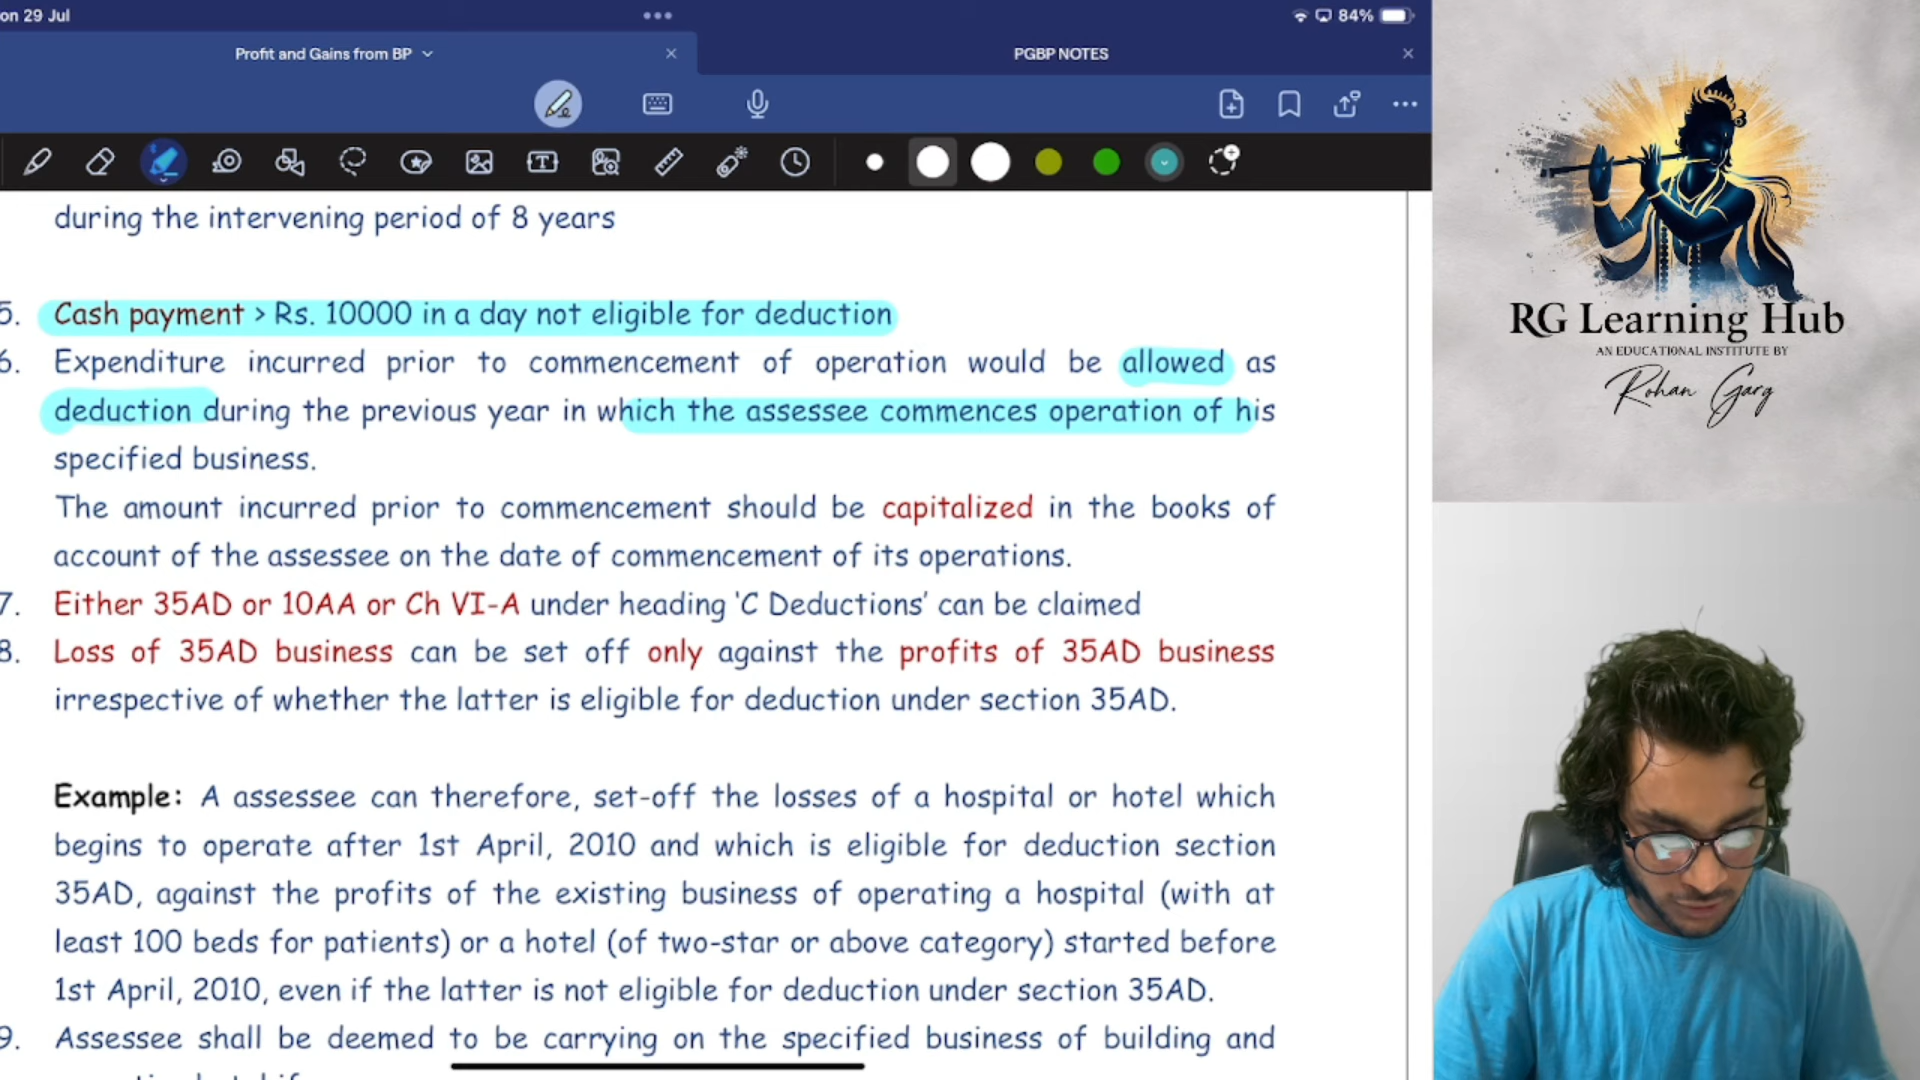 on 29 Jul
84%
Profit and Gains from BP
PGBP NOTES
during the intervening period of 8 years
5. Cash payment > Rs. 10000 in a day not eligible for deduction
6. Expenditure incurred prior to commencement of operation would be allowed as
deduction during the previous year in which the assessee commences operation of his
specified business.
The amount incurred prior to commencement should be capitalized in the books of
account of the assessee on the date of commencement of its operations.
7. Either 35AD or 10AA or Ch VI-A under heading ‘C Deductions’ can be claimed
8. Loss of 35AD business can be set off only against the profits of 35AD business
irrespective of whether the latter is eligible for deduction under section 35AD.
Example: A assessee can therefore, set-off the losses of a hospital or hotel which
begins to operate after 1st April, 2010 and which is eligible for deduction section
35AD, against the profits of the existing business of operating a hospital (with at
least 100 beds for patients) or a hotel (of two-star or above category) started before
1st April, 2010, even if the latter is not eligible for deduction under section 35AD.
9. Assessee shall be deemed to be carrying on the specified business of building and
RG Learning Hub
AN EDUCATIONAL INSTITUTE BY
Rohan Garg